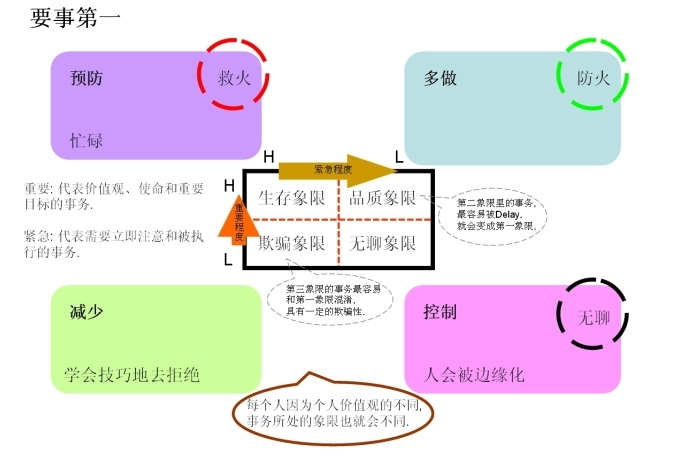 要事第一
预防
救火
忙碌
多做
防火
H
L
紧急程度
H
L
重要程度
生存象限
品质象限
欺骗象限
无聊象限
重要: 代表价值观、使命和重要
目标的事务.
紧急: 代表需要立即注意和被执
行的事务.
第二象限里的事务,
最容易被Delay,
就会变成第一象限.
第三象限的事务最容易
和第一象限混淆,
具有一定的欺骗性.
减少
学会技巧地去拒绝
控制
无聊
人会被边缘化
每个人因为个人价值观的不同,
事务所处的象限也就会不同.